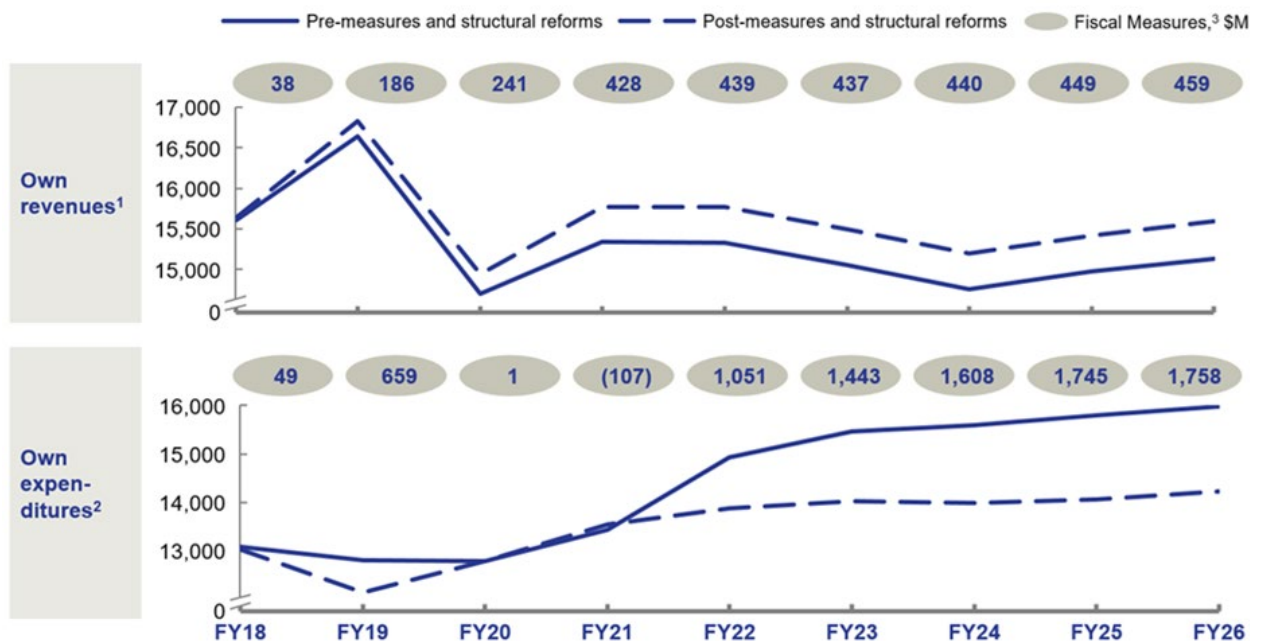 Pre-measures and structural reforms Post-measures and structural reforms Fiscal Measures,³ $M
38 186 241 428 439 437 440 449 459
17,000
16,500
16,000
15,500
15,000
0
Own
revenues¹
49 659 1 (107) 1,051 1,443 1,608 1,745 1,758
16,000
15,000
14,000
13,000
0
Own
expen-
ditures²
FY18 FY19 FY20 FY21 FY22 FY23 FY24 FY25 FY26